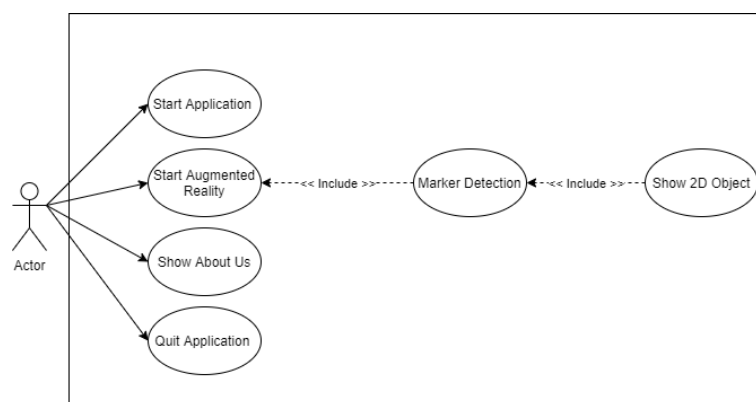 Start Application
Start Augmented
Reality
<< Include >>
Marker Detection
<< Include >>
Show 2D Object
Actor
Show About Us
Quit Application